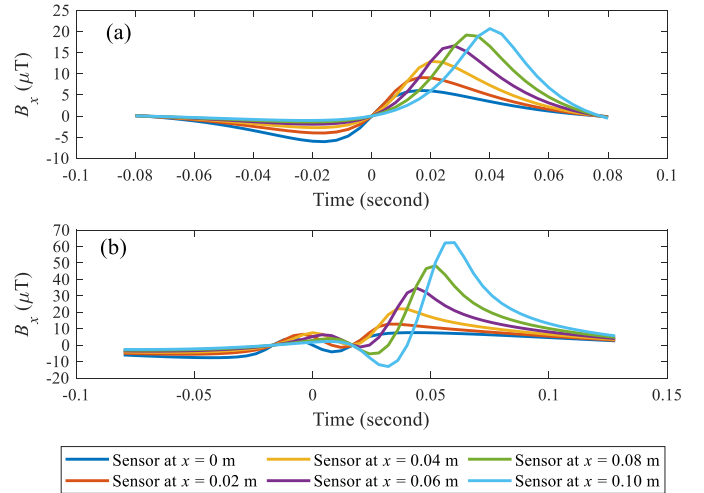 (a)
B_x (μT)
25
20
15
10
5
0
-5
-10
-0.1 -0.08 -0.06 -0.04 -0.02 0 0.02 0.04 0.06 0.08 0.1
Time (second)
(b)
B_x (μT)
70
60
50
40
30
20
10
0
-10
-20
-0.1 -0.05 0 0.05 0.1 0.15
Time (second)
Sensor at x = 0 m Sensor at x = 0.04 m Sensor at x = 0.08 m
Sensor at x = 0.02 m Sensor at x = 0.06 m Sensor at x = 0.10 m